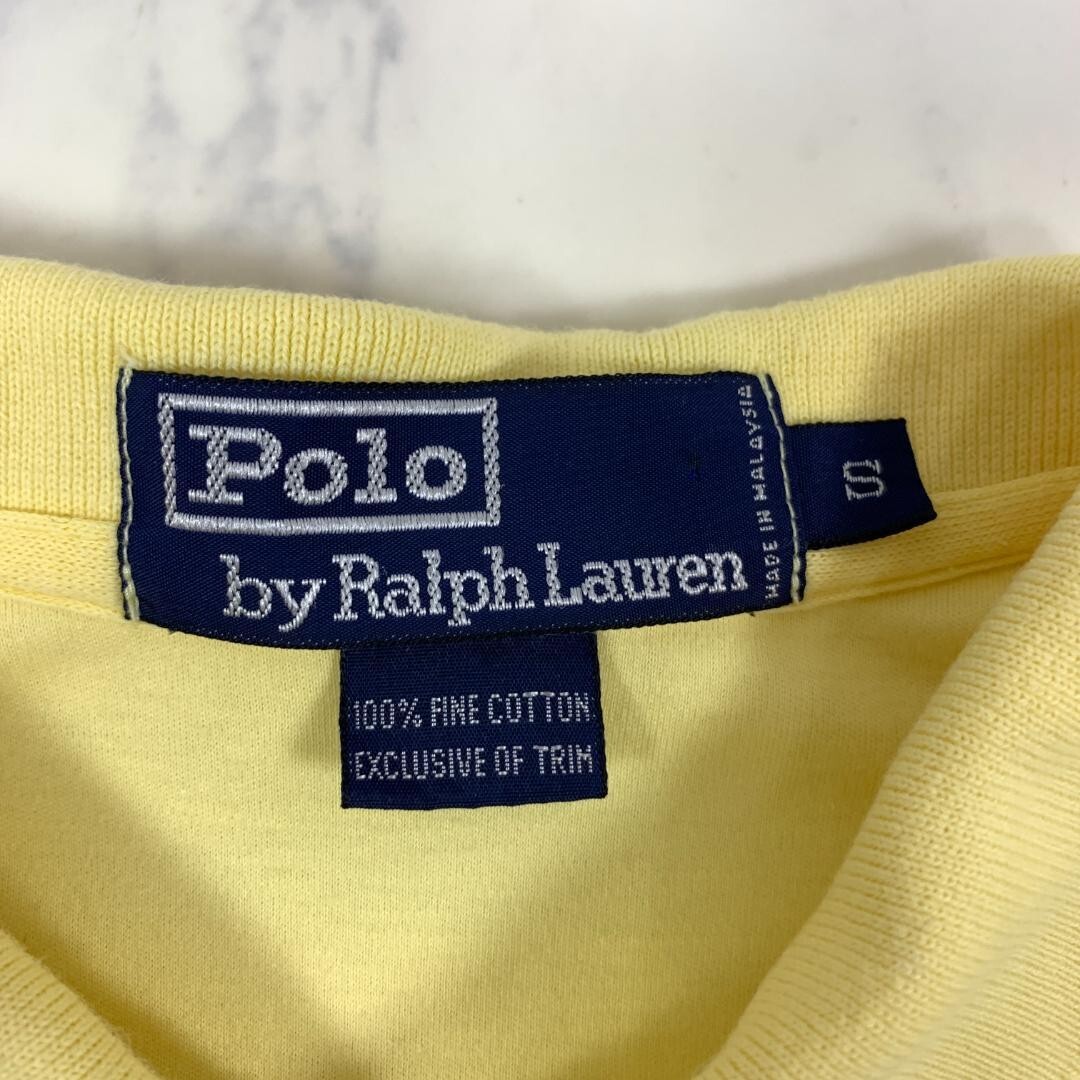 Polo
by Ralph Lauren
MADE IN MALAYSIA
S
100% FINE COTTON
EXCLUSIVE OF TRIM